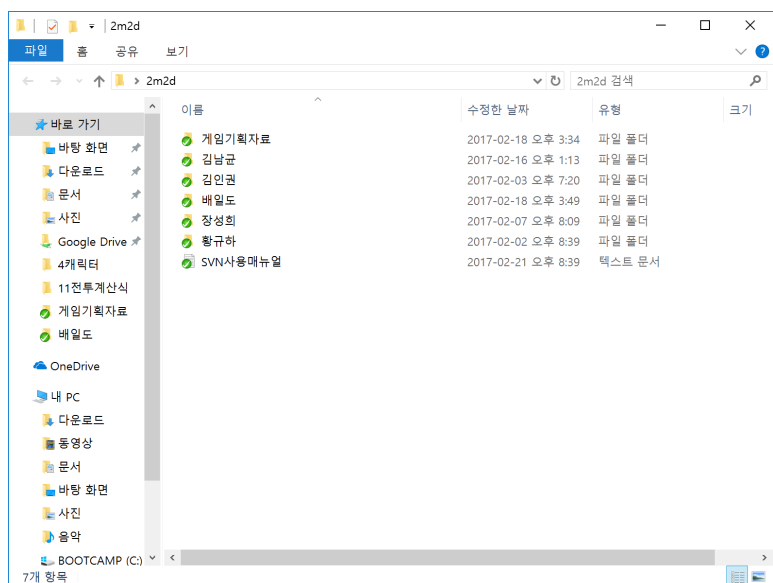 2m2d
파일 홈 공유 보기
2m2d
2m2d 검색
이름 수정한 날짜 유형 크기
게임기획자료 2017-02-18 오후 3:34 파일 폴더
김남균 2017-02-16 오후 1:13 파일 폴더
김인권 2017-02-03 오후 7:20 파일 폴더
배일도 2017-02-18 오후 3:49 파일 폴더
장성희 2017-02-07 오후 8:09 파일 폴더
황규하 2017-02-02 오후 8:39 파일 폴더
SVN사용매뉴얼 2017-02-21 오후 8:39 텍스트 문서
바로 가기
바탕 화면
다운로드
문서
사진
Google Drive
4캐릭터
11전투계산식
게임기획자료
배일도
OneDrive
내 PC
다운로드
동영상
문서
바탕 화면
사진
음악
BOOTCAMP (C:)
7개 항목